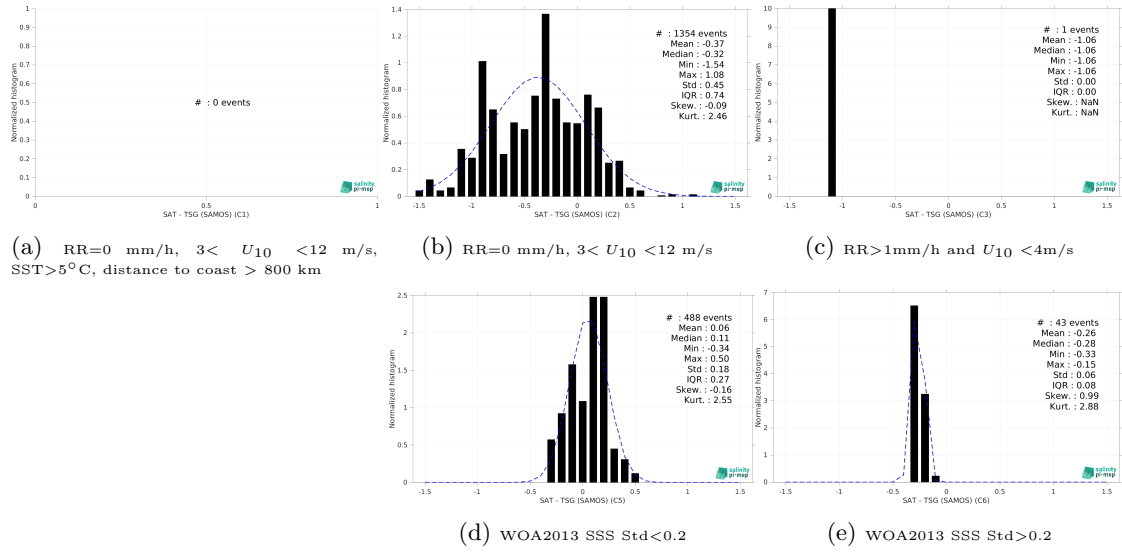 1
0.9
0.8
0.7
0.6
0.5
0.4
0.3
0.2
0.1
0
Normalized histogram
# : 0 events
0 0.5 1
SAT - TSG (SAMOS) (C1)
salinity
pi-mep
(a) RR=0 mm/h, 3< U10 <12 m/s,
SST>5°C, distance to coast > 800 km
1.4
1.2
1
0.8
0.6
0.4
0.2
0
Normalized histogram
# : 1354 events
Mean : -0.37
Median : -0.32
Min : -1.54
Max : 1.08
Std : 0.45
IQR : 0.74
Skew. : -0.09
Kurt. : 2.46
-1.5 -1 -0.5 0 0.5 1 1.5
SAT - TSG (SAMOS) (C2)
salinity
pi-mep
(b) RR=0 mm/h, 3< U10 <12 m/s
10
9
8
7
6
5
4
3
2
1
0
Normalized histogram
# : 1 events
Mean : -1.06
Median : -1.06
Min : -1.06
Max : -1.06
Std : 0.00
IQR : 0.00
Skew. : NaN
Kurt. : NaN
-1.5 -1 -0.5 0 0.5 1 1.5
SAT - TSG (SAMOS) (C3)
salinity
pi-mep
(c) RR>1mm/h and U10 <4m/s
2.5
2
1.5
1
0.5
0
Normalized histogram
# : 488 events
Mean : 0.06
Median : 0.11
Min : -0.34
Max : 0.50
Std : 0.18
IQR : 0.27
Skew. : -0.16
Kurt. : 2.55
-1.5 -1 -0.5 0 0.5 1 1.5
SAT - TSG (SAMOS) (C5)
salinity
pi-mep
(d) WOA2013 SSS Std<0.2
7
6
5
4
3
2
1
0
Normalized histogram
# : 43 events
Mean : -0.26
Median : -0.28
Min : -0.33
Max : -0.15
Std : 0.06
IQR : 0.08
Skew. : 0.99
Kurt. : 2.88
-1.5 -1 -0.5 0 0.5 1 1.5
SAT - TSG (SAMOS) (C6)
salinity
pi-mep
(e) WOA2013 SSS Std>0.2